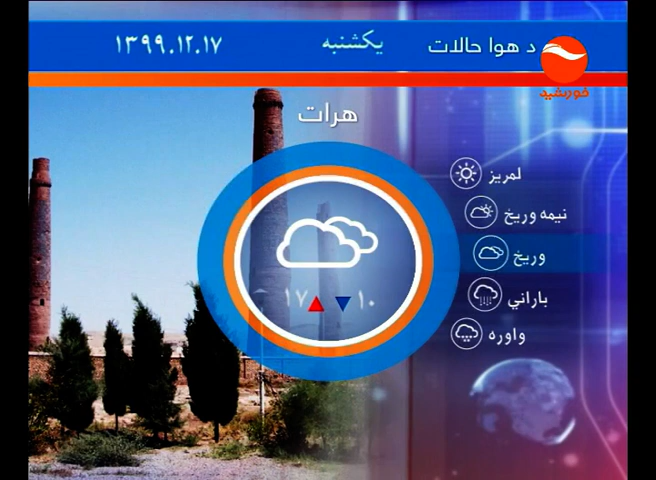 د هوا حالات
یکشنبه
۱۳۹۹.۱۲.۱۷
خورشید
هرات
لمریز
نیمه وریځ
وریځ
باراني
واوره
۱۷
۱۰